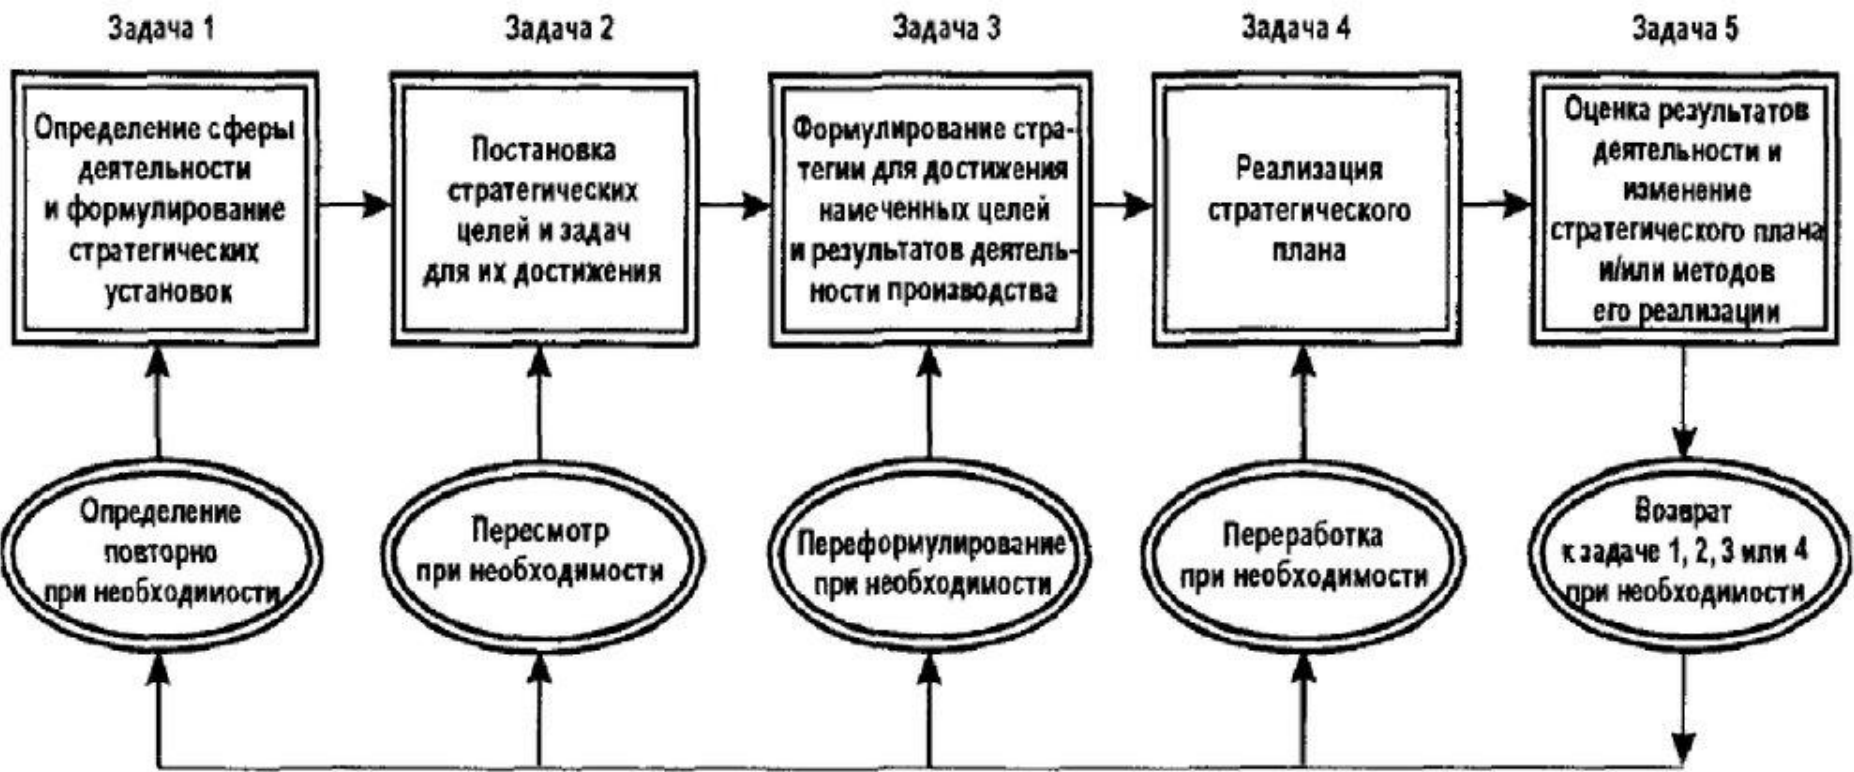 Задача 1
Задача 2
Задача 3
Задача 4
Задача 5
Определение сферы
деятельности
и формулирование
стратегических
установок
Постановка
стратегических
целей и задач
для их достижения
Формулирование стра-
тегии для достижения
намеченных целей
и результатов деятель-
ности производства
Реализация
стратегического
плана
Оценка результатов
деятельности и
изменение
стратегического плана
и/или методов
его реализации
Определение
повторно
при необходимости
Пересмотр
при необходимости
Переформулирование
при необходимости
Переработка
при необходимости
Возврат
к задаче 1, 2, 3 или 4
при необходимости